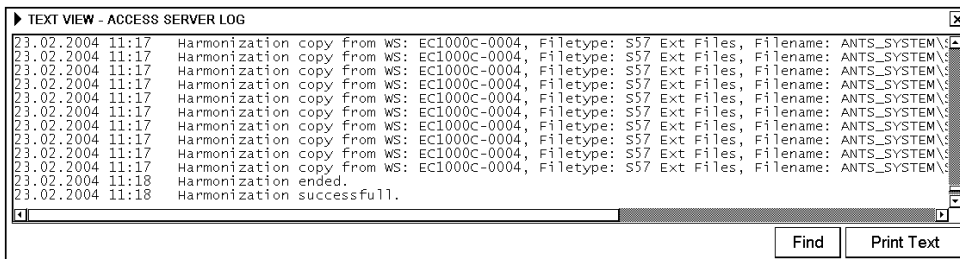 TEXT VIEW - ACCESS SERVER LOG
23.02.2004 11:17 Harmonization copy from WS: EC1000C-0004, Filetype: S57 Ext Files, Filename: ANTS_SYSTEM\S
23.02.2004 11:17 Harmonization copy from WS: EC1000C-0004, Filetype: S57 Ext Files, Filename: ANTS_SYSTEM\S
23.02.2004 11:17 Harmonization copy from WS: EC1000C-0004, Filetype: S57 Ext Files, Filename: ANTS_SYSTEM\S
23.02.2004 11:17 Harmonization copy from WS: EC1000C-0004, Filetype: S57 Ext Files, Filename: ANTS_SYSTEM\S
23.02.2004 11:17 Harmonization copy from WS: EC1000C-0004, Filetype: S57 Ext Files, Filename: ANTS_SYSTEM\S
23.02.2004 11:17 Harmonization copy from WS: EC1000C-0004, Filetype: S57 Ext Files, Filename: ANTS_SYSTEM\S
23.02.2004 11:17 Harmonization copy from WS: EC1000C-0004, Filetype: S57 Ext Files, Filename: ANTS_SYSTEM\S
23.02.2004 11:17 Harmonization copy from WS: EC1000C-0004, Filetype: S57 Ext Files, Filename: ANTS_SYSTEM\S
23.02.2004 11:17 Harmonization copy from WS: EC1000C-0004, Filetype: S57 Ext Files, Filename: ANTS_SYSTEM\S
23.02.2004 11:17 Harmonization copy from WS: EC1000C-0004, Filetype: S57 Ext Files, Filename: ANTS_SYSTEM\S
23.02.2004 11:18 Harmonization ended.
23.02.2004 11:18 Harmonization successfull.
Find Print Text